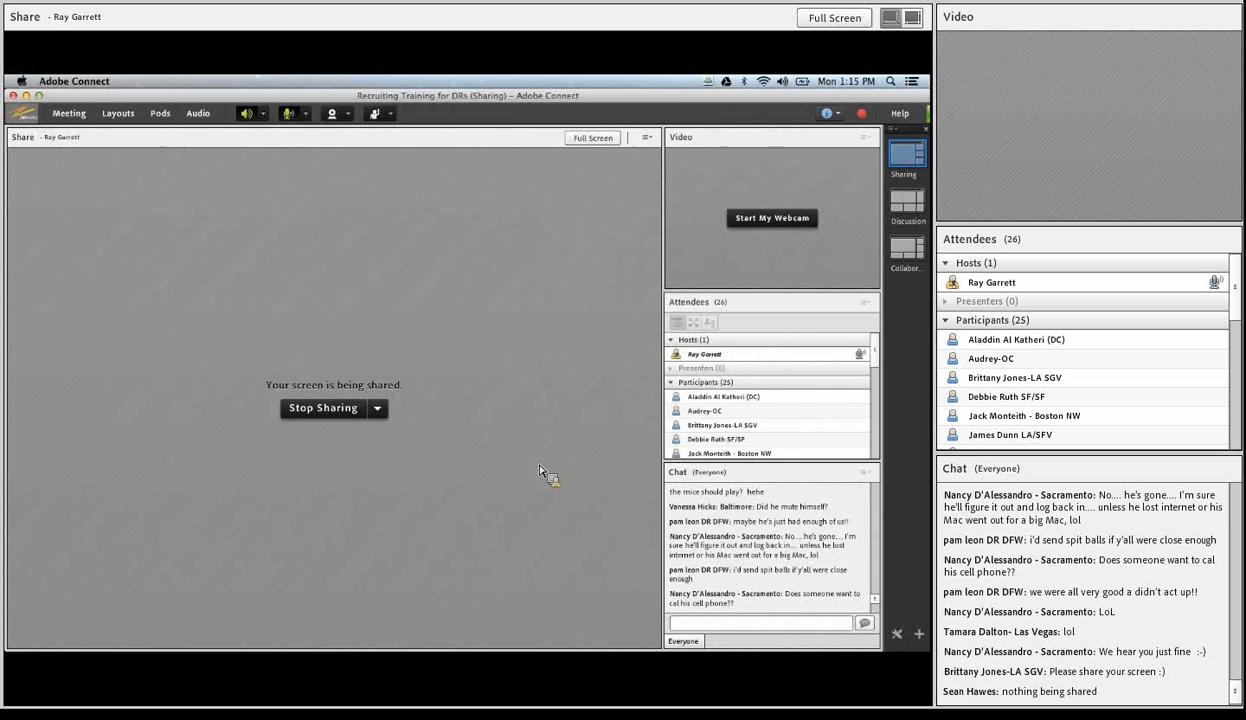 Share - Ray Garrett
Full Screen
Adobe Connect
Mon 1:15 PM
Recruiting Training for DRs (Sharing) – Adobe Connect
Meeting Layouts Pods Audio
Help
Share - Ray Garrett
Full Screen
Your screen is being shared.
Stop Sharing
Video
Start My Webcam
Attendees (26)
Hosts (1)
Ray Garrett
Presenters (0)
Participants (25)
Aladdin Al Katheri (DC)
Audrey-OC
Brittany Jones-LA SGV
Debbie Ruth SF/SF
Jack Monteith - Boston NW
Chat (Everyone)
the mice should play? hehe
Vanessa Hicks: Baltimore: Did he mute himself?
pam leon DR DFW: maybe he's just had enough of us!!
Nancy D'Alessandro - Sacramento: No.... he's gone.... I'm
sure he'll figure it out and log back in.... unless he lost
internet or his Mac went out for a big Mac, lol
pam leon DR DFW: i'd send spit balls if y'all were close
enough
Nancy D'Alessandro - Sacramento: Does someone want to
cal his cell phone??
Everyone
Sharing
Discussion
Collabor...
Video
Attendees (26)
Hosts (1)
Ray Garrett
Presenters (0)
Participants (25)
Aladdin Al Katheri (DC)
Audrey-OC
Brittany Jones-LA SGV
Debbie Ruth SF/SF
Jack Monteith - Boston NW
James Dunn LA/SFV
Chat (Everyone)
Nancy D'Alessandro - Sacramento: No.... he's gone.... I'm sure
he'll figure it out and log back in.... unless he lost internet or his
Mac went out for a big Mac, lol
pam leon DR DFW: i'd send spit balls if y'all were close enough
Nancy D'Alessandro - Sacramento: Does someone want to cal
his cell phone??
pam leon DR DFW: we were all very good a didn't act up!!
Nancy D'Alessandro - Sacramento: LoL
Tamara Dalton- Las Vegas: lol
Nancy D'Alessandro - Sacramento: We hear you just fine :-)
Brittany Jones-LA SGV: Please share your screen :)
Sean Hawes: nothing being shared